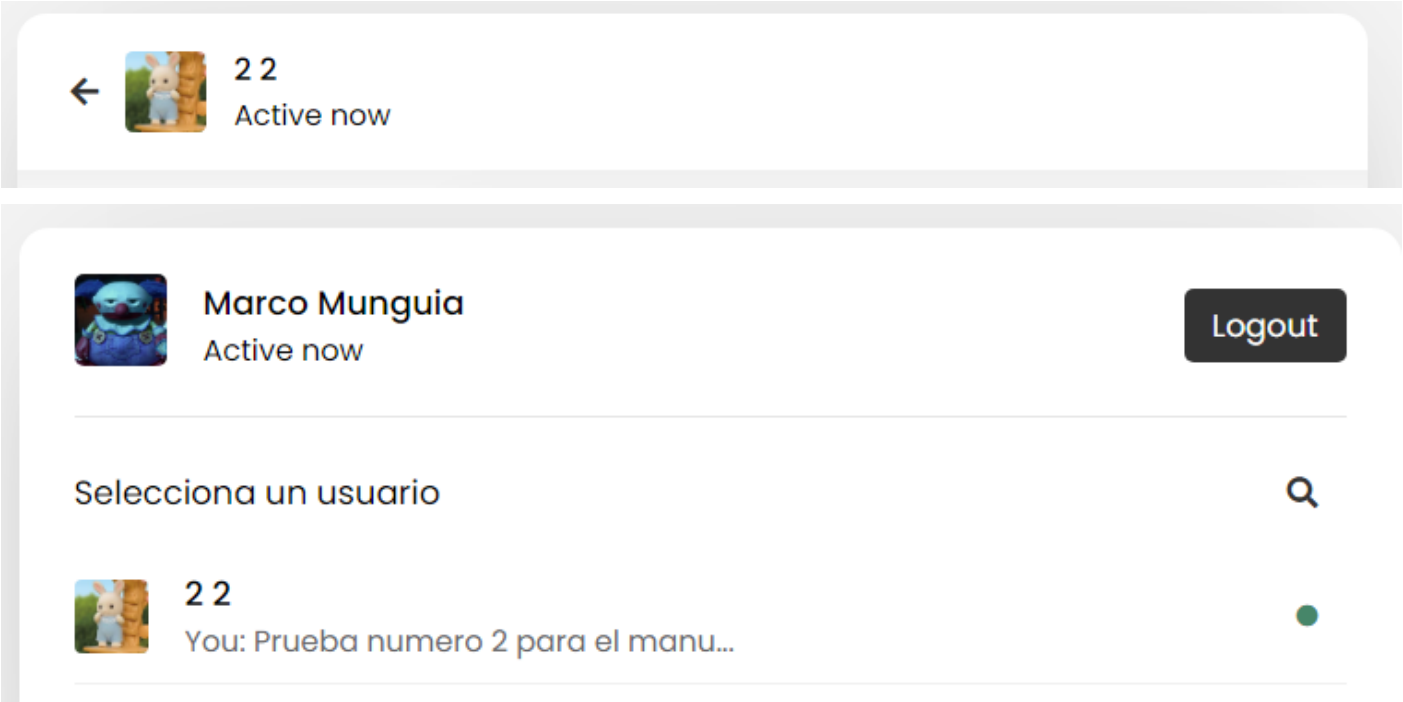 2 2
Active now
Marco Munguia
Active now
Logout
Selecciona un usuario
2 2
You: Prueba numero 2 para el manu...